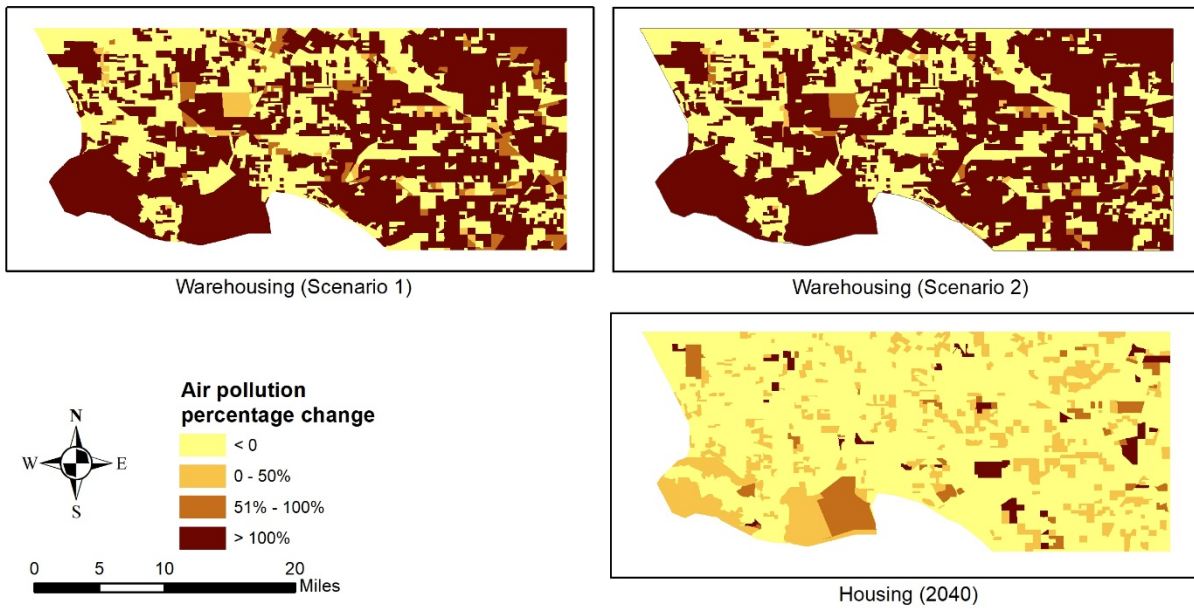 Warehousing (Scenario 1)
Warehousing (Scenario 2)
Air pollution
percentage change
< 0
0 - 50%
51% - 100%
> 100%
N
W
E
S
0
5
10
20
Miles
Housing (2040)